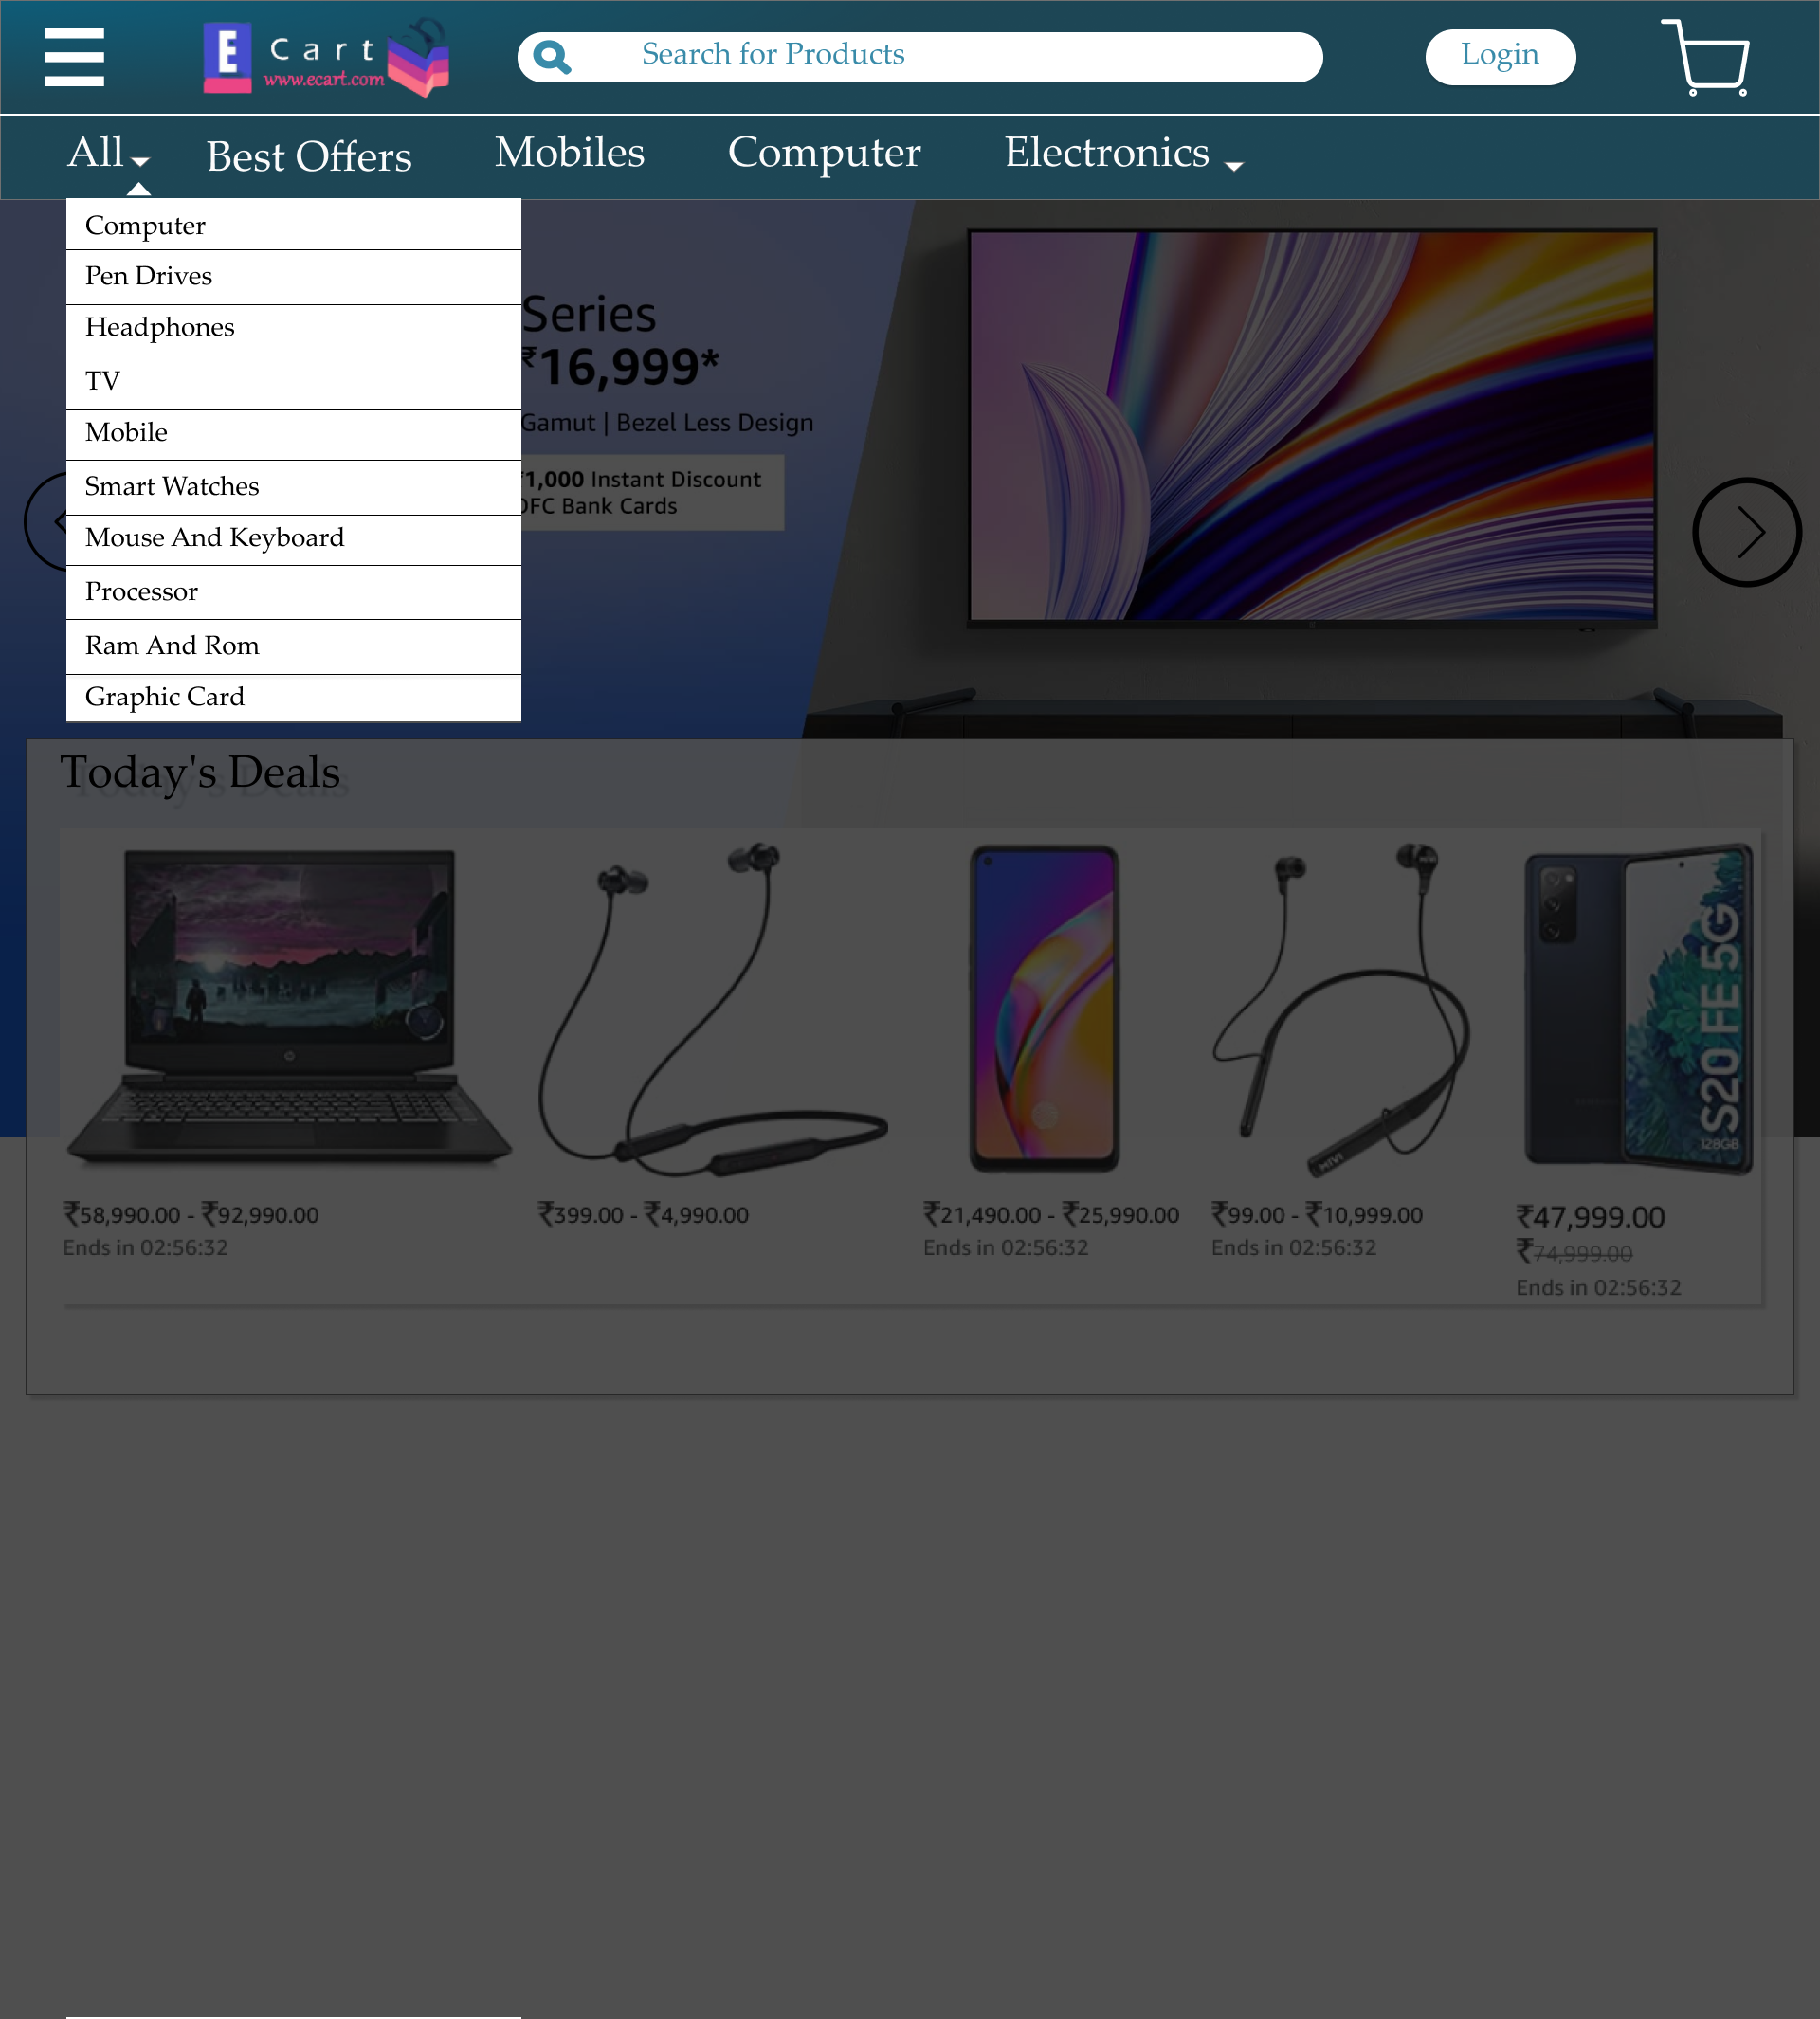 E Cart
www.ecart.com
Search for Products
Login
All
Best Offers
Mobiles
Computer
Electronics
Computer
Pen Drives
Headphones
TV
Mobile
Smart Watches
Mouse And Keyboard
Processor
Ram And Rom
Graphic Card
Series
₹16,999*
Gamut | Bezel Less Design
1,000 Instant Discount
DFC Bank Cards
Today's Deals
MIVI
S20 FE 5G
128GB
₹58,990.00 - ₹92,990.00
Ends in 02:56:32
₹399.00 - ₹4,990.00
₹21,490.00 - ₹25,990.00
Ends in 02:56:32
₹99.00 - ₹10,999.00
Ends in 02:56:32
₹47,999.00
₹74,999.00
Ends in 02:56:32